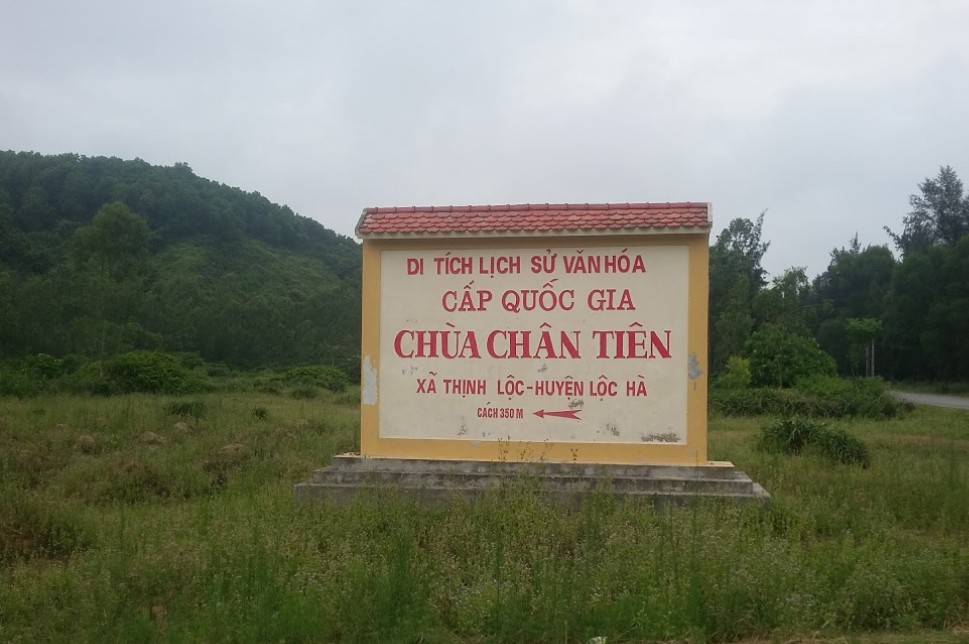 DI TÍCH LỊCH SỬ VĂN HÓA
CẤP QUỐC GIA
CHÙA CHÂN TIÊN
XÃ THỊNH LỘC-HUYỆN LỘC HÀ
CÁCH 350 M